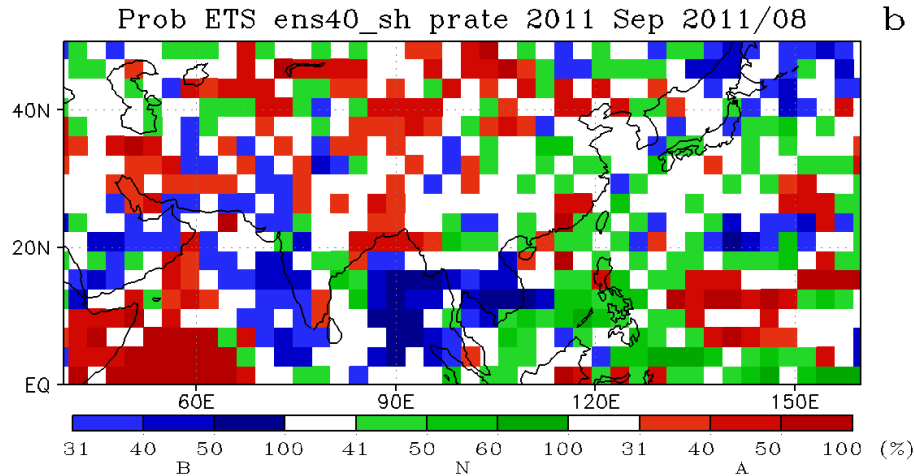 Prob ETS ens40_sh prate 2011 Sep 2011/08 b
40N
20N
EQ
60E 90E 120E 150E
31 40 50 100 41 50 60 100 31 40 50 100 (%)
B N A